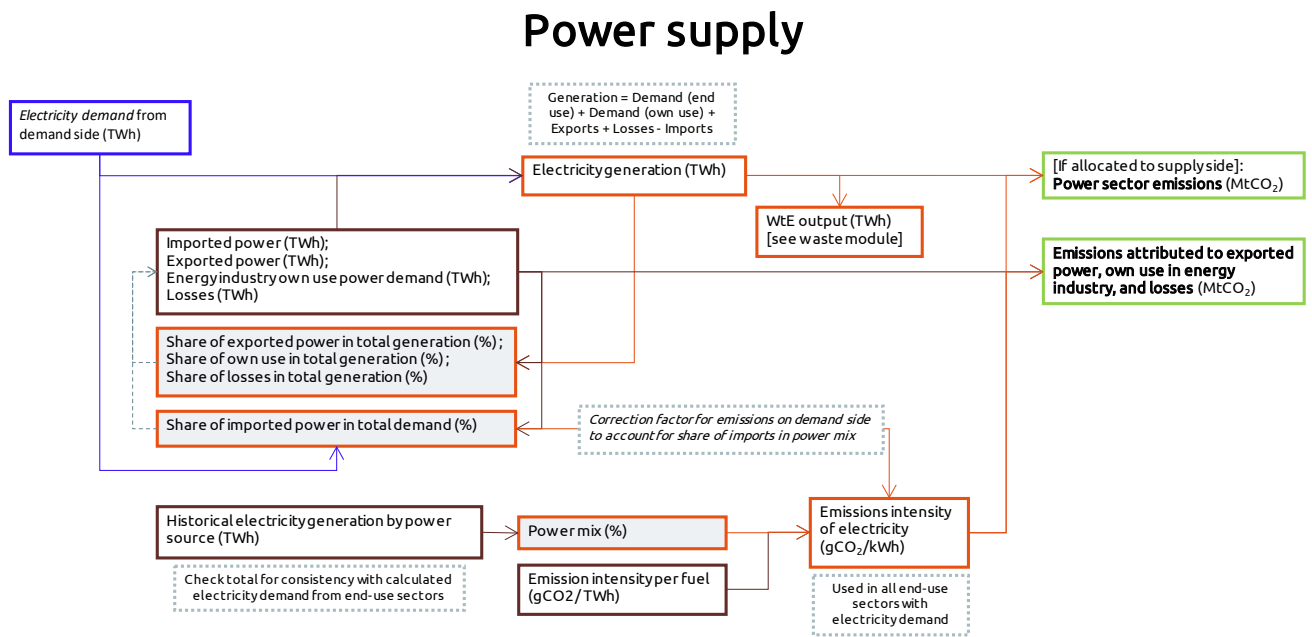 Power supply
Electricity demand from
demand side (TWh)
Generation = Demand (end
use) + Demand (own use) +
Exports + Losses - Imports
Electricity generation (TWh)
[If allocated to supply side]:
Power sector emissions (MtCO₂)
WtE output (TWh)
[see waste module]
Imported power (TWh);
Exported power (TWh);
Energy industry own use power demand (TWh);
Losses (TWh)
Emissions attributed to exported
power, own use in energy
industry, and losses (MtCO₂)
Share of exported power in total generation (%) ;
Share of own use in total generation (%) ;
Share of losses in total generation (%)
Share of imported power in total demand (%)
Correction factor for emissions on demand side
to account for share of imports in power mix
Historical electricity generation by power
source (TWh)
Power mix (%)
Emissions intensity
of electricity
(gCO₂/kWh)
Check total for consistency with calculated
electricity demand from end-use sectors
Emission intensity per fuel
(gCO2/TWh)
Used in all end-use
sectors with
electricity demand